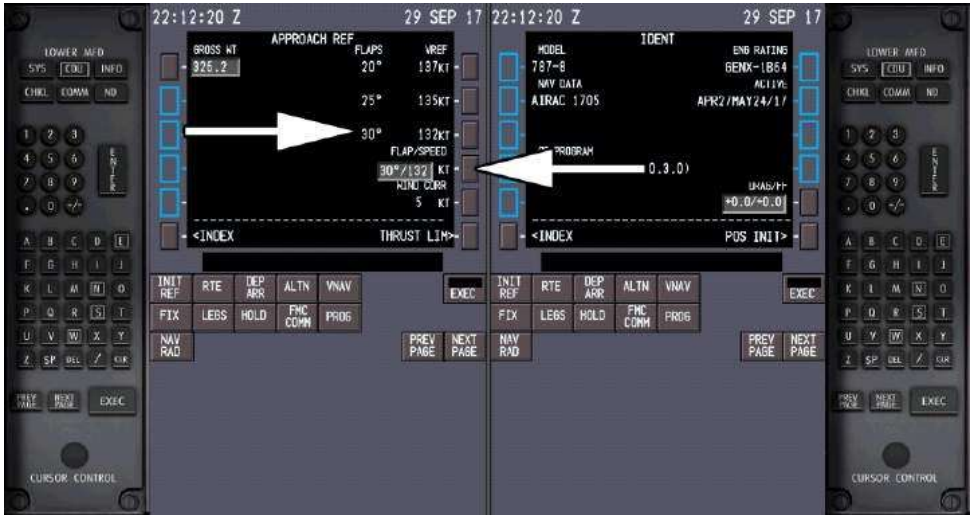 22:12:20 Z 29 SEP 17
APPROACH REF
GROSS WT FLAPS VREF
325.2 20° 137KT
25° 135KT
30° 132KT
FLAP/SPEED
30°/132 KT
WIND CORR
5 KT
<INDEX THRUST LIM>
INIT REF RTE DEP ARR ALTN VNAV EXEC
FIX LEGS HOLD FMC COMM PROG
NAV RAD PREV PAGE NEXT PAGE
22:12:20 Z 29 SEP 17
IDENT
MODEL ENG RATING
787-8 GENX-1B64
NAV DATA ACTIVE
AIRAC 1705 APR27MAY24/17
PROGRAM
0.3.0)
DRAG/FF
+0.0/+0.0
<INDEX POS INIT>
INIT REF RTE DEP ARR ALTN VNAV EXEC
FIX LEGS HOLD FMC COMM PROG
NAV RAD PREV PAGE NEXT PAGE
LOWER MFD
SYS CDU INFO
CHKL COMM ND
1 2 3
4 5 6
7 8 9
. 0 +/-
ENTER
A B C D E
F G H I J
K L M N O
P Q R S T
U V W X Y
Z SP DEL / CLR
PREV PAGE NEXT PAGE EXEC
CURSOR CONTROL
LOWER MFD
SYS CDU INFO
CHKL COMM ND
1 2 3
4 5 6
7 8 9
. 0 +/-
ENTER
A B C D E
F G H I J
K L M N O
P Q R S T
U V W X Y
Z SP DEL / CLR
PREV PAGE NEXT PAGE EXEC
CURSOR CONTROL